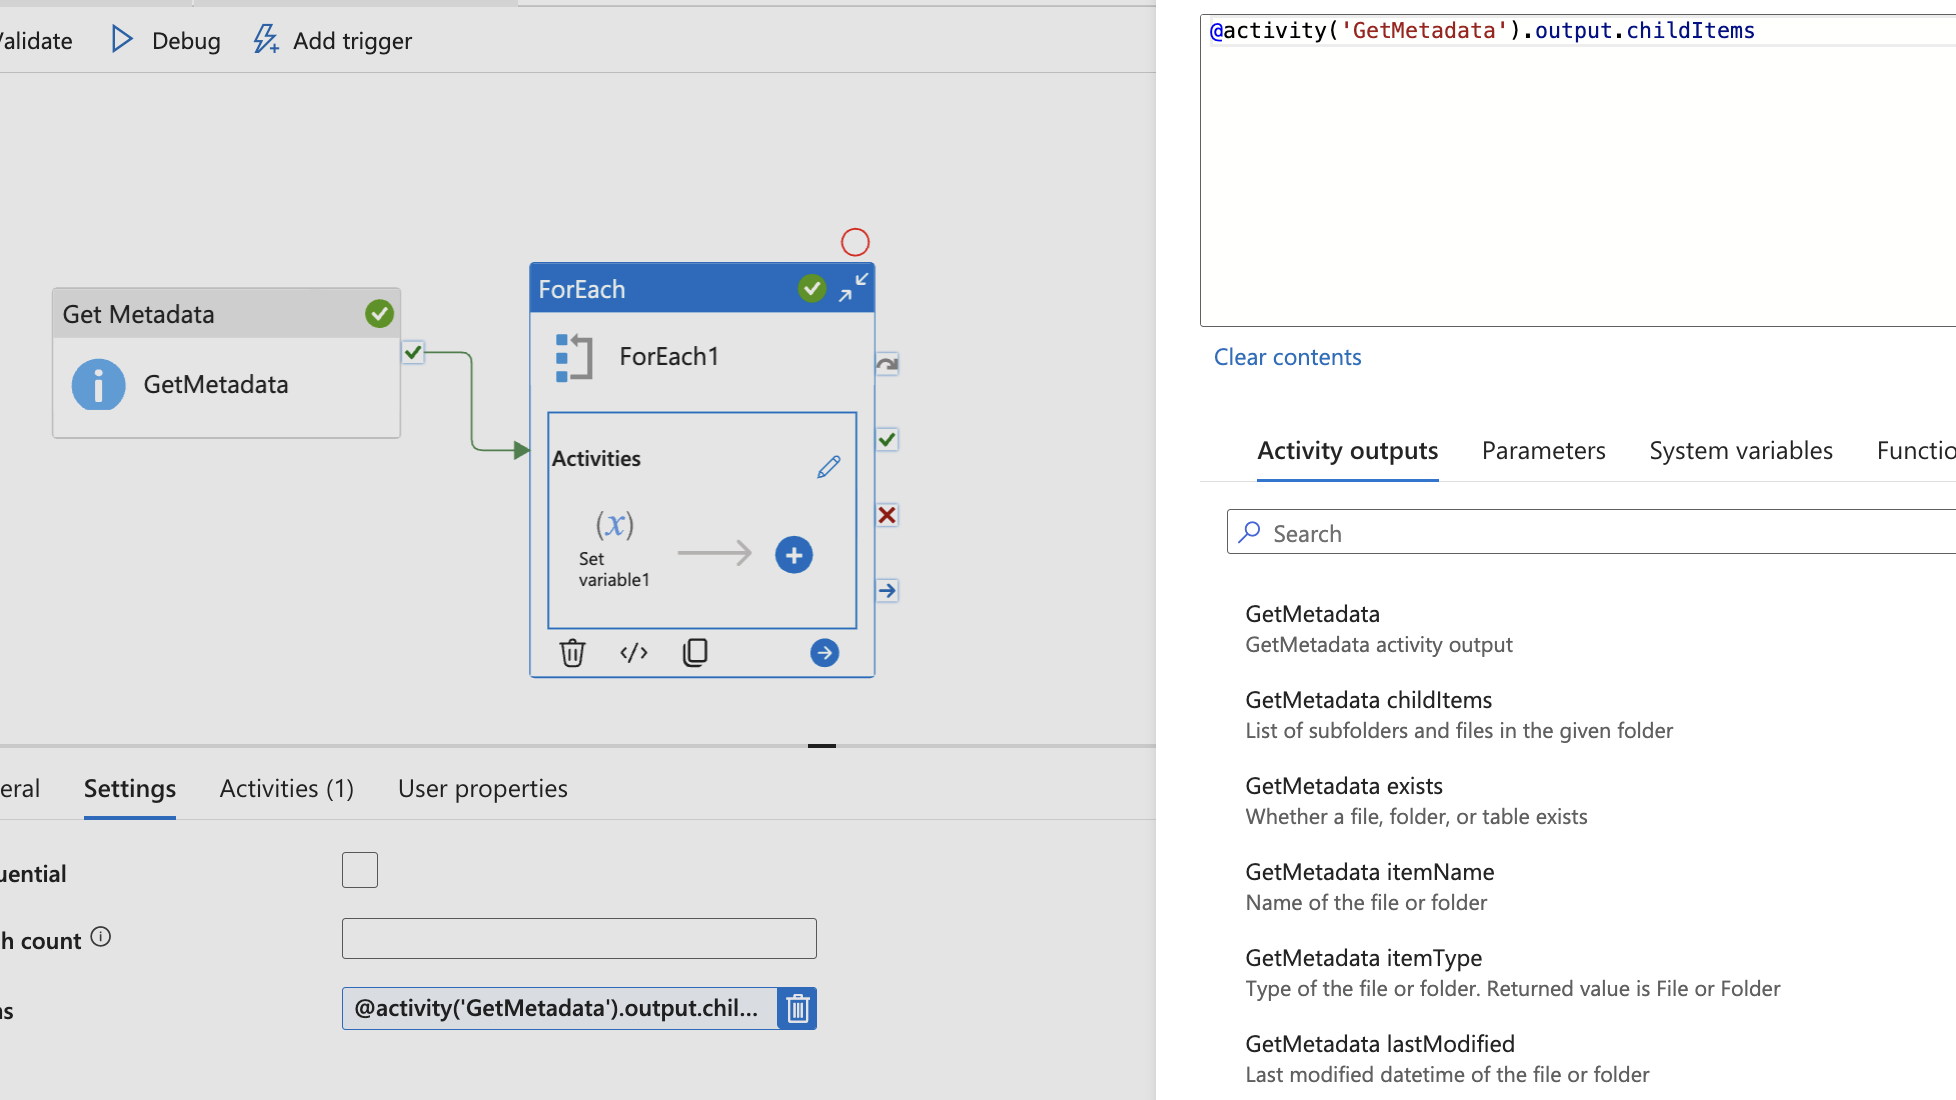 alidate
Debug
Add trigger
Get Metadata
GetMetadata
ForEach
ForEach1
Activities
(x)
Set
variable1
</>
eral
Settings
Activities (1)
User properties
uential
h count
s
@activity('GetMetadata').output.chil...
@activity('GetMetadata').output.childItems
Clear contents
Activity outputs
Parameters
System variables
Functio
Search
GetMetadata
GetMetadata activity output
GetMetadata childItems
List of subfolders and files in the given folder
GetMetadata exists
Whether a file, folder, or table exists
GetMetadata itemName
Name of the file or folder
GetMetadata itemType
Type of the file or folder. Returned value is File or Folder
GetMetadata lastModified
Last modified datetime of the file or folder